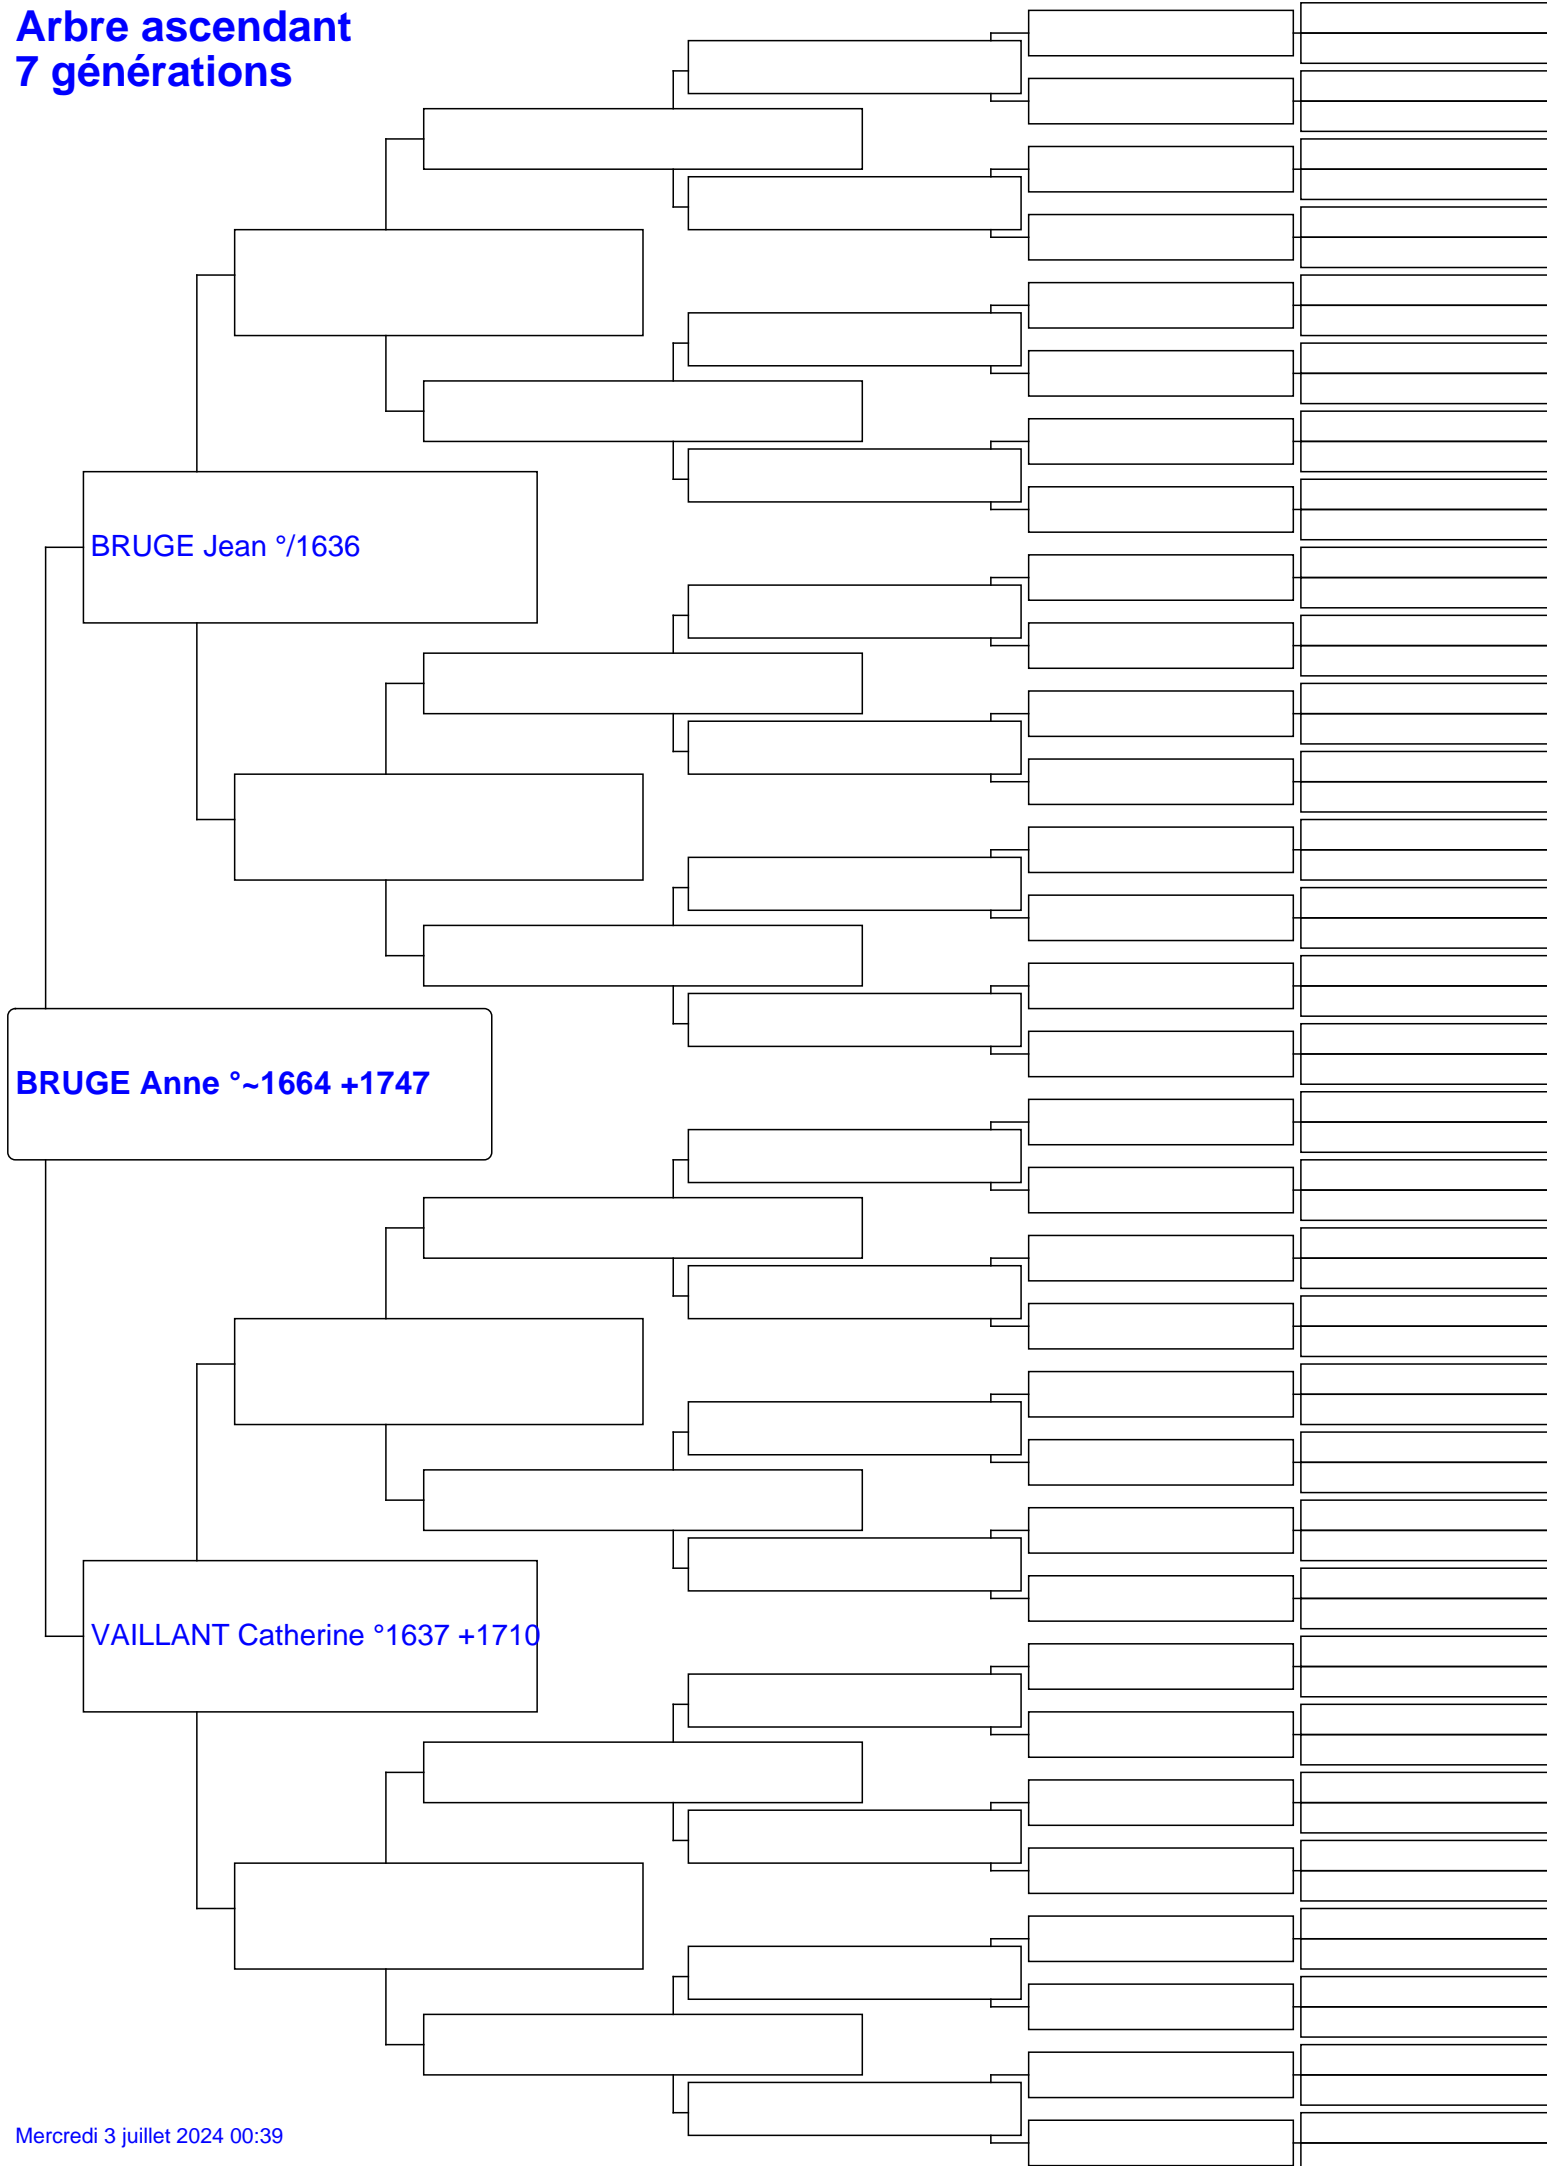 Arbre ascendant
7 générations
BRUGE Jean °/1636
BRUGE Anne °~1664 +1747
VAILLANT Catherine °1637 +1710
Mercredi 3 juillet 2024 00:39